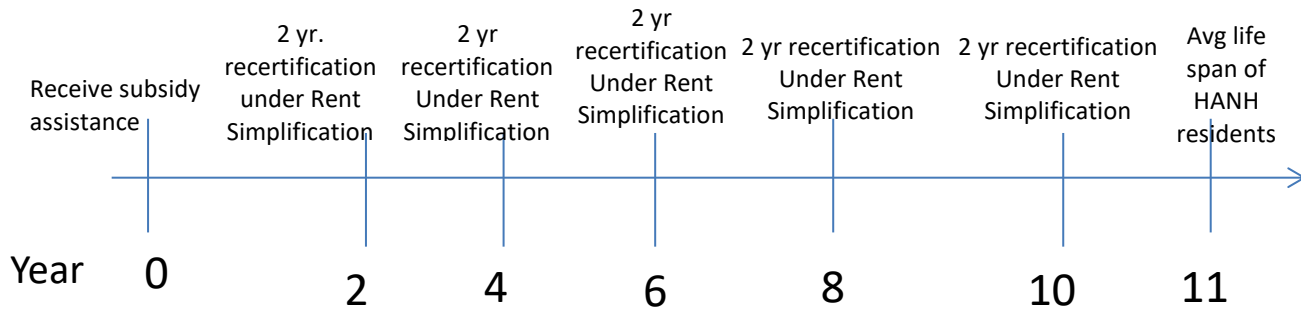 Receive subsidy
assistance
2 yr.
recertification
under Rent
Simplification
2 yr
recertification
Under Rent
Simplification
2 yr
recertification
Under Rent
Simplification
2 yr recertification
Under Rent
Simplification
2 yr recertification
Under Rent
Simplification
Avg life
span of
HANH
residents
Year
0
2
4
6
8
10
11